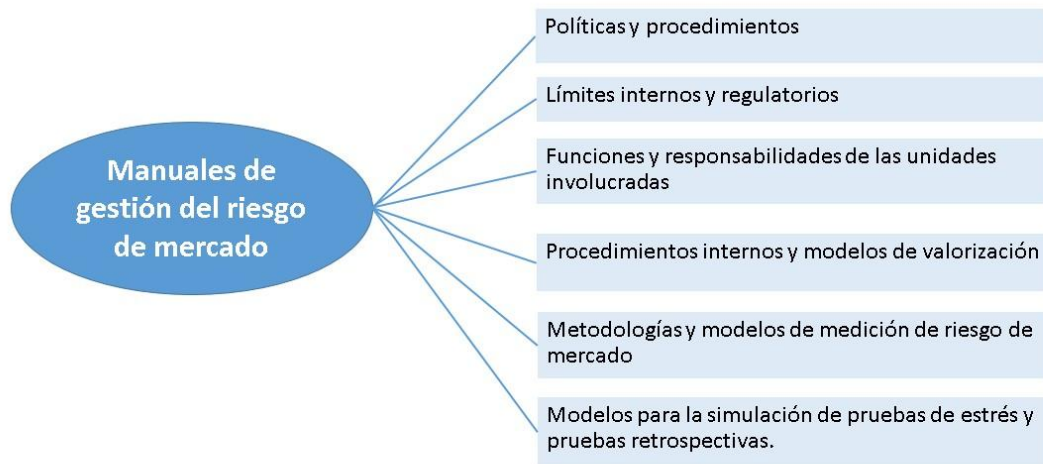 Manuales de
gestión del riesgo
de mercado
Políticas y procedimientos
Límites internos y regulatorios
Funciones y responsabilidades de las unidades
involucradas
Procedimientos internos y modelos de valorización
Metodologías y modelos de medición de riesgo de
mercado
Modelos para la simulación de pruebas de estrés y
pruebas retrospectivas.